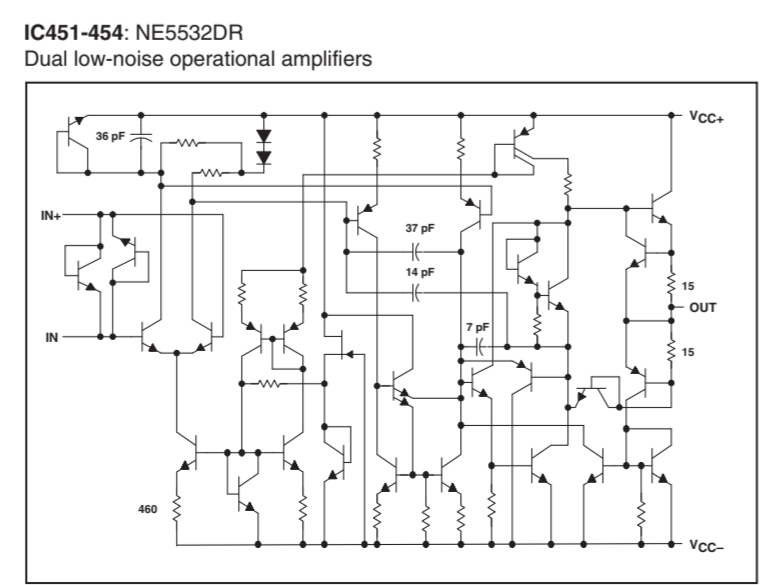 IC451-454: NE5532DR
Dual low-noise operational amplifiers
VCC+
36 pF
IN+
37 pF
14 pF
15
OUT
7 pF
IN
15
460
VCC−